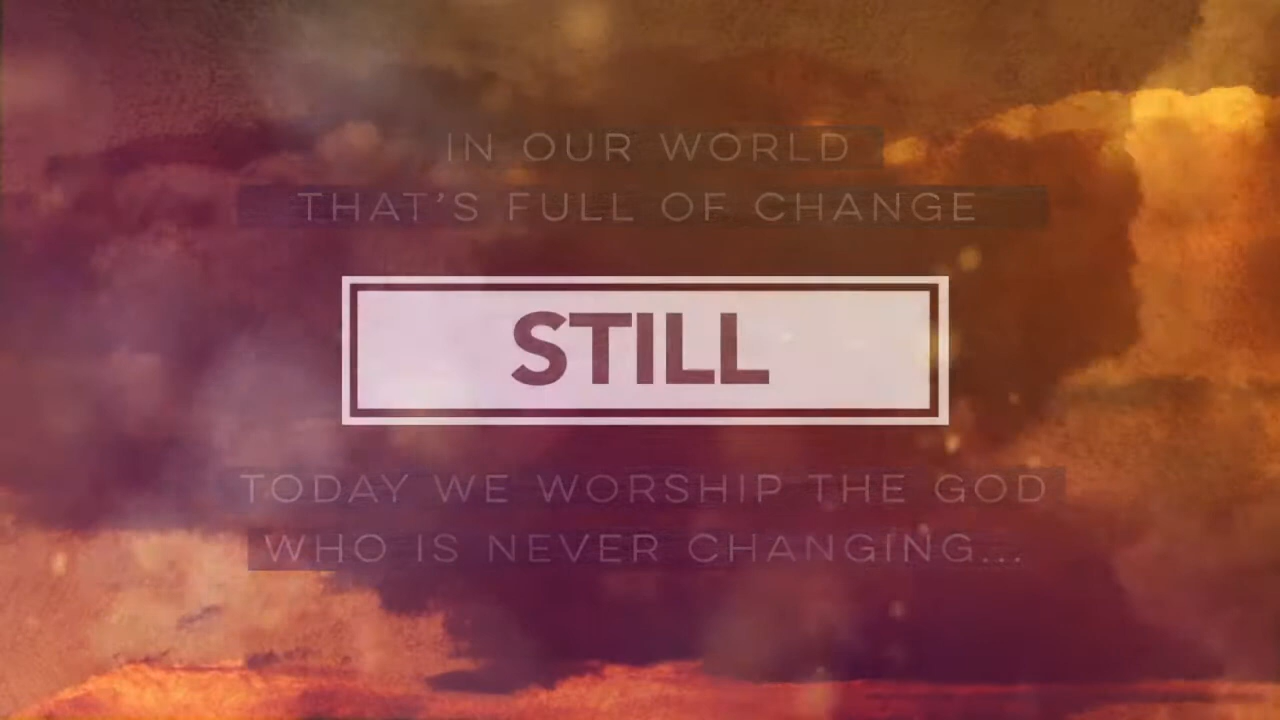 IN OUR WORLD
THAT'S FULL OF CHANGE
STILL
TODAY WE WORSHIP THE GOD
WHO IS NEVER CHANGING...